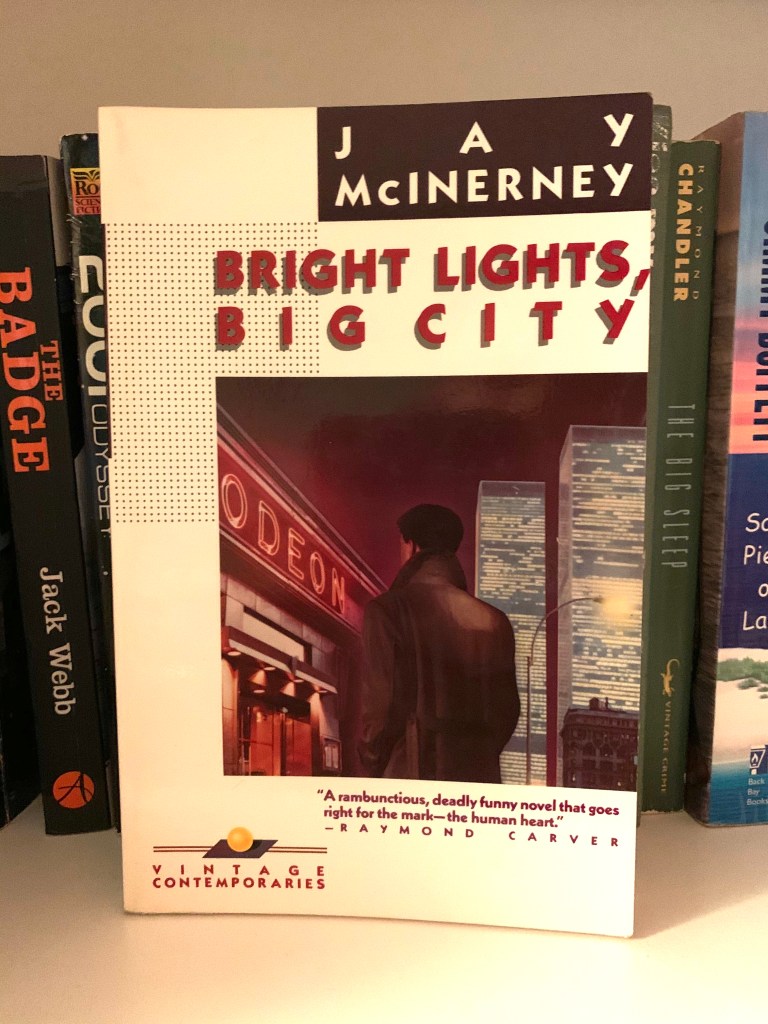 JAY
McINERNEY
BRIGHT LIGHTS,
BIG CITY
ODEON
“A rambunctious, deadly funny novel that goes
right for the mark—the human heart.”
—RAYMOND CARVER
VINTAGE
CONTEMPORARIES
THE
BADGE
Jack Webb
2001
ODYSSEY
RAYMOND
CHANDLER
THE BIG SLEEP
VINTAGE CRIME
Back
Bay
Books